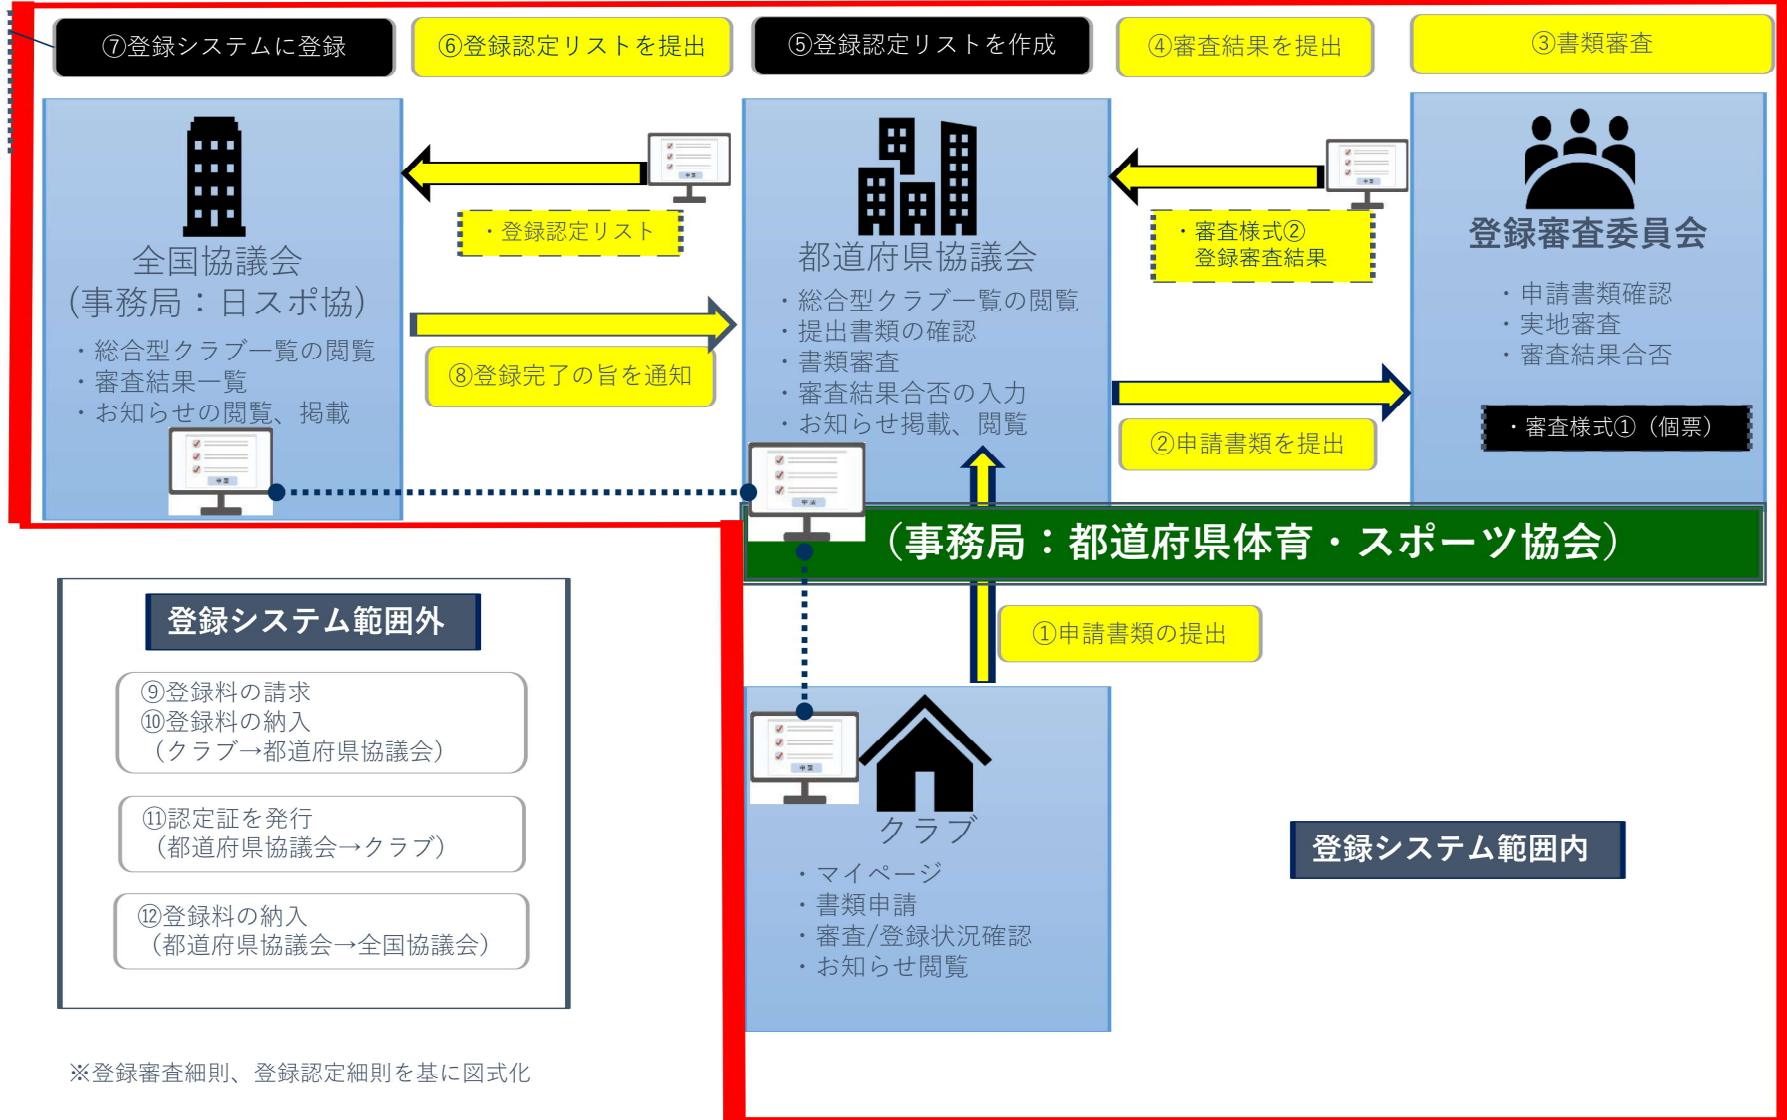 ⑦登録システムに登録
⑥登録認定リストを提出
⑤登録認定リストを作成
④審査結果を提出
③書類審査
全国協議会
(事務局：日スポ協)
・総合型クラブ一覧の閲覧
・審査結果一覧
・お知らせの閲覧、掲載
・登録認定リスト
⑧登録完了の旨を通知
都道府県協議会
・総合型クラブ一覧の閲覧
・提出書類の確認
・書類審査
・審査結果合否の入力
・お知らせ掲載、閲覧
・審査様式②
登録審査結果
②申請書類を提出
登録審査委員会
・申請書類確認
・実地審査
・審査結果合否
・審査様式①（個票）
（事務局：都道府県体育・スポーツ協会）
①申請書類の提出
クラブ
・マイページ
・書類申請
・審査/登録状況確認
・お知らせ閲覧
登録システム範囲内
登録システム範囲外
⑨登録料の請求
⑩登録料の納入
（クラブ→都道府県協議会）
⑪認定証を発行
（都道府県協議会→クラブ）
⑫登録料の納入
（都道府県協議会→全国協議会）
※登録審査細則、登録認定細則を基に図式化